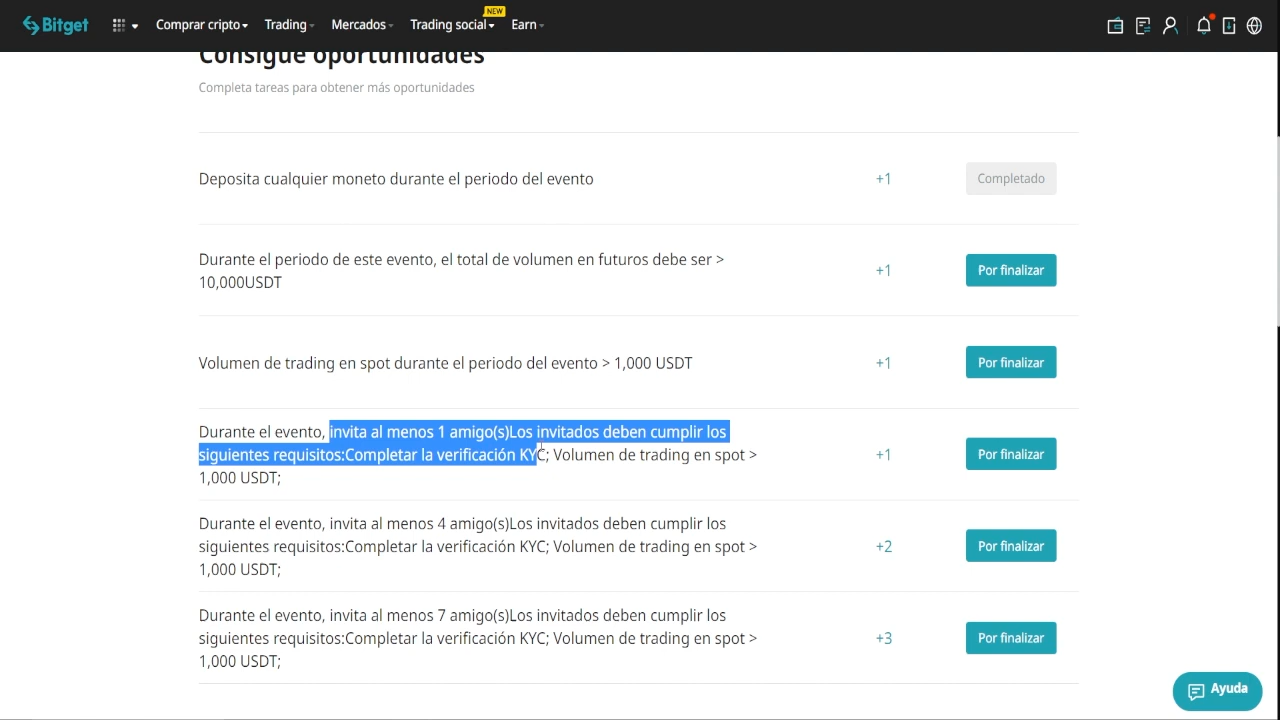 Bitget
Comprar cripto
Trading
Mercados
Trading social
NEW
Earn
Consigue oportunidades
Completa tareas para obtener más oportunidades
Deposita cualquier moneto durante el periodo del evento
+1
Completado
Durante el periodo de este evento, el total de volumen en futuros debe ser >
10,000USDT
+1
Por finalizar
Volumen de trading en spot durante el periodo del evento > 1,000 USDT
+1
Por finalizar
Durante el evento, invita al menos 1 amigo(s)Los invitados deben cumplir los
siguientes requisitos:Completar la verificación KYC; Volumen de trading en spot >
1,000 USDT;
+1
Por finalizar
Durante el evento, invita al menos 4 amigo(s)Los invitados deben cumplir los
siguientes requisitos:Completar la verificación KYC; Volumen de trading en spot >
1,000 USDT;
+2
Por finalizar
Durante el evento, invita al menos 7 amigo(s)Los invitados deben cumplir los
siguientes requisitos:Completar la verificación KYC; Volumen de trading en spot >
1,000 USDT;
+3
Por finalizar
Ayuda